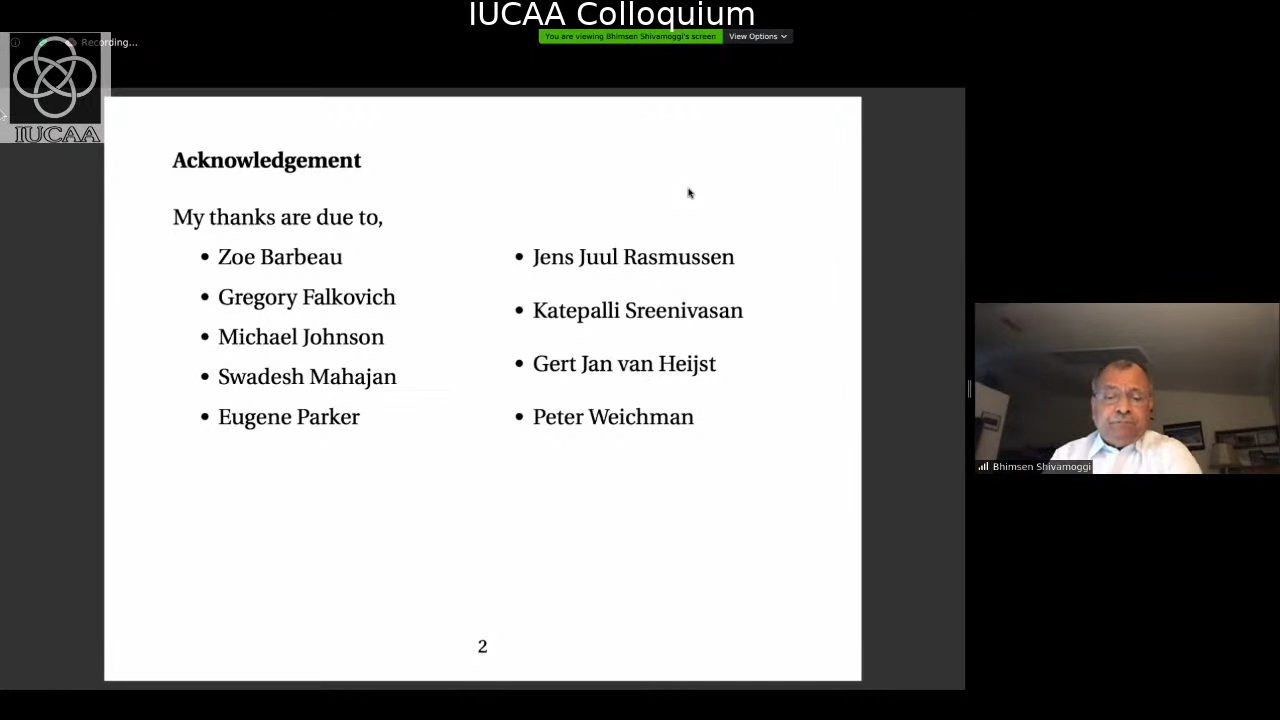 IUCAA Colloquium
Recording...
You are viewing Bhimsen Shivamoggi's screen
View Options
IUCAA
Acknowledgement
My thanks are due to,
• Zoe Barbeau
• Gregory Falkovich
• Michael Johnson
• Swadesh Mahajan
• Eugene Parker
• Jens Juul Rasmussen
• Katepalli Sreenivasan
• Gert Jan van Heijst
• Peter Weichman
2
Bhimsen Shivamoggi